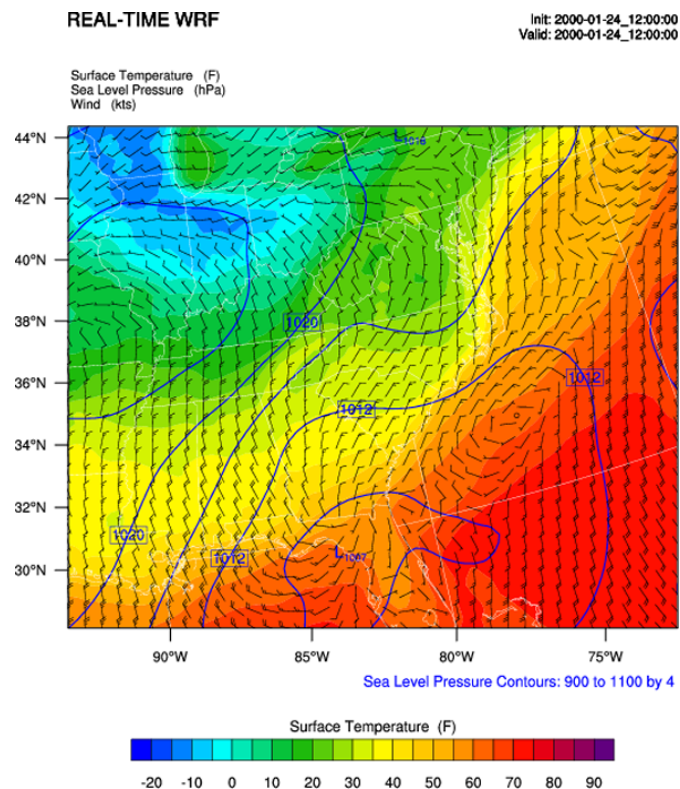 REAL-TIME WRF
Init: 2000-01-24_12:00:00
Valid: 2000-01-24_12:00:00
Surface Temperature (F)
Sea Level Pressure (hPa)
Wind (kts)
44°N
42°N
40°N
38°N
36°N
34°N
32°N
30°N
L1016
1020
1012
1012
1020
1012
L1007
90°W 85°W 80°W 75°W
Sea Level Pressure Contours: 900 to 1100 by 4
Surface Temperature (F)
-20 -10 0 10 20 30 40 50 60 70 80 90